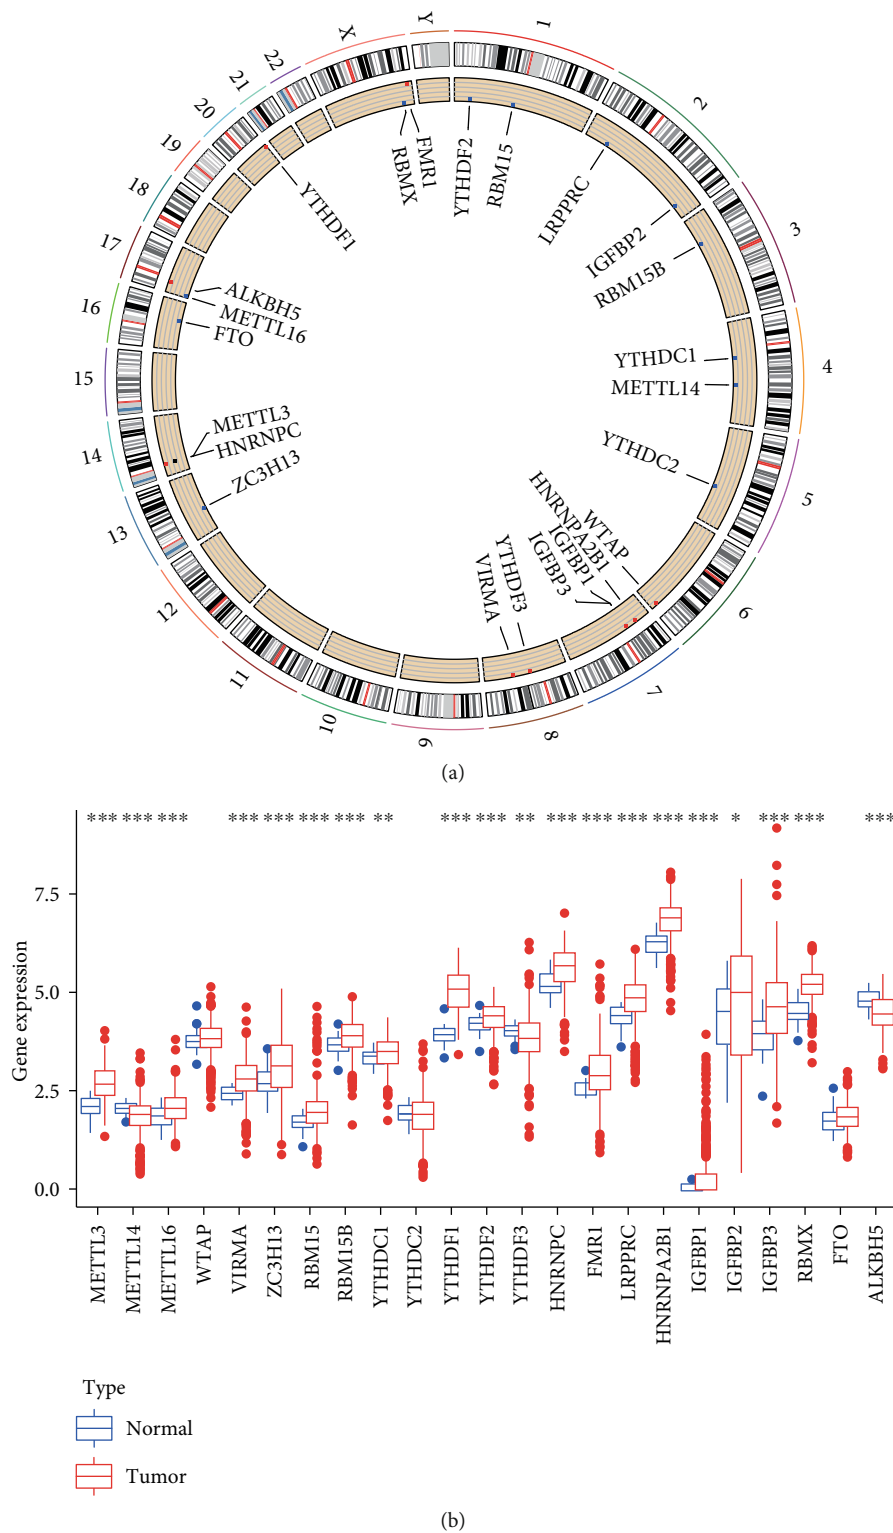 1
2
3
4
5
6
7
8
9
10
11
12
13
14
15
16
17
18
19
20
21
22
X
Y
YTHDF2
RBM15
LRPPRC
IGFBP2
RBM15B
YTHDC1
METTL14
YTHDC2
WTAP
HNRNPA2B1
IGFBP1
IGFBP3
YTHDF3
VIRMA
ZC3H13
HNRNPC
METTL3
FTO
METTL16
ALKBH5
YTHDF1
RBMX
FMR1
(a)
*** *** *** *** *** *** *** ** *** *** ** *** *** *** *** *** * *** *** ***
Gene expression
7.5
5.0
2.5
0.0
METTL3
METTL14
METTL16
WTAP
VIRMA
ZC3H13
RBM15
RBM15B
YTHDC1
YTHDC2
YTHDF1
YTHDF2
YTHDF3
HNRNPC
FMR1
LRPPRC
HNRNPA2B1
IGFBP1
IGFBP2
IGFBP3
RBMX
FTO
ALKBH5
Type
Normal
Tumor
(b)